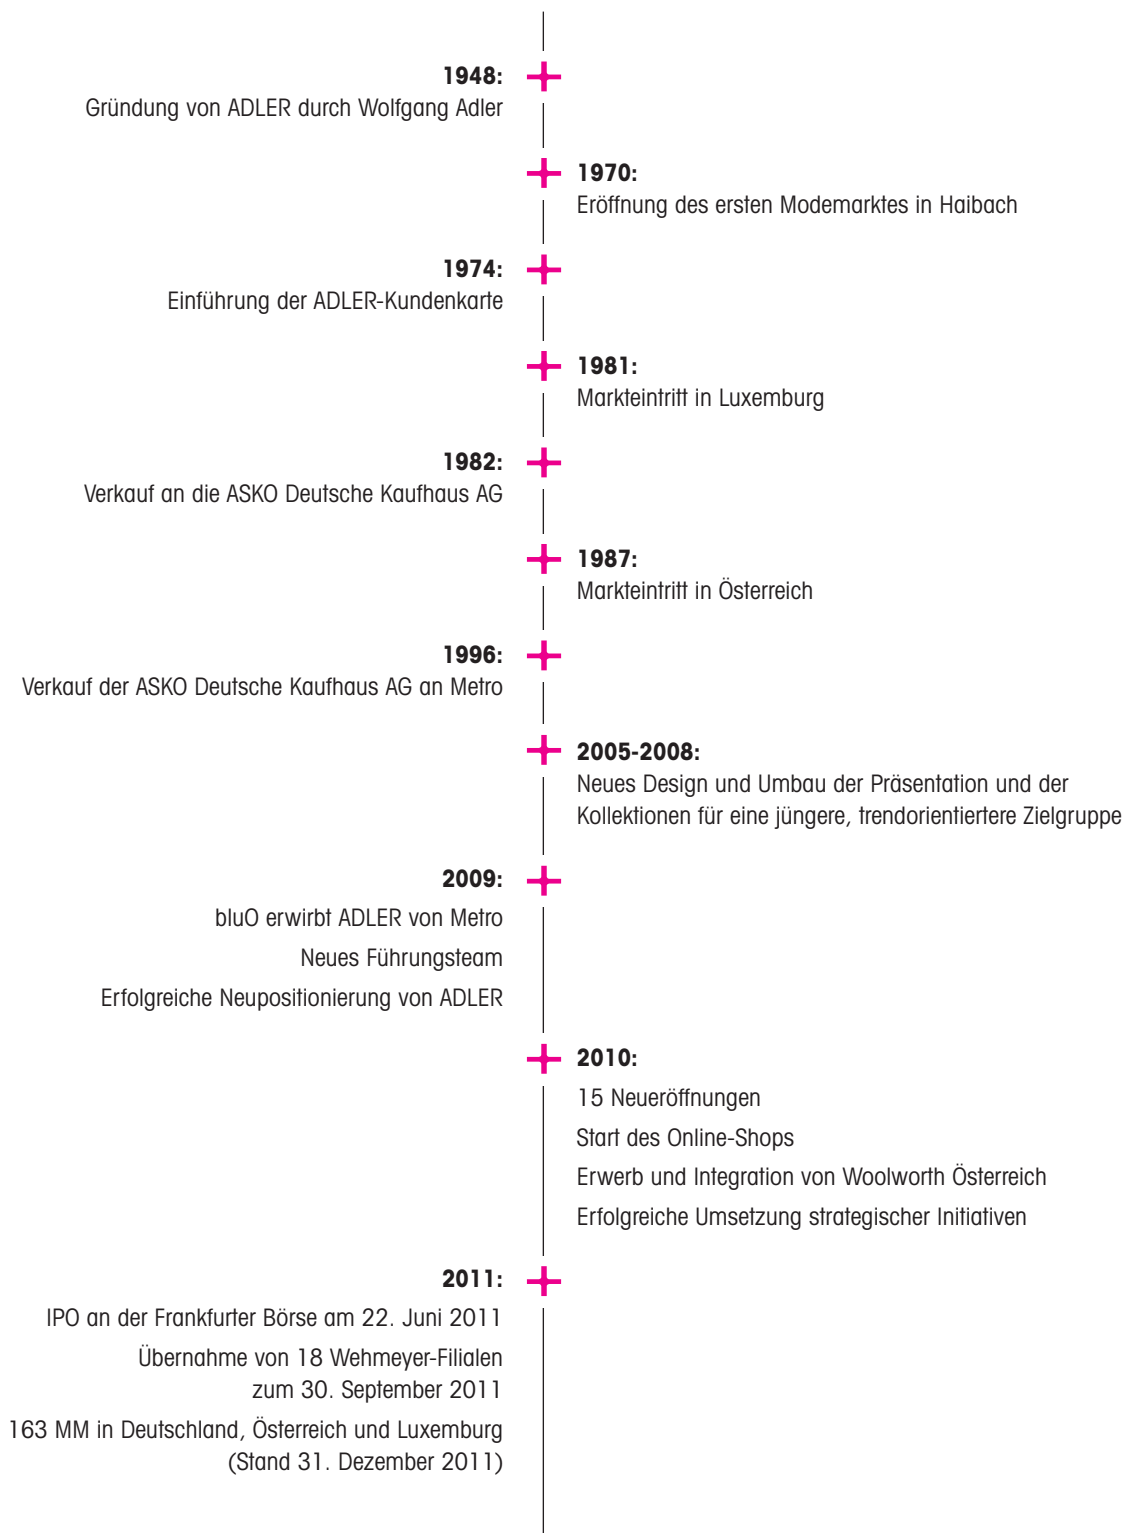 1948:
Gründung von ADLER durch Wolfgang Adler
1970:
Eröffnung des ersten Modemarktes in Haibach
1974:
Einführung der ADLER-Kundenkarte
1981:
Markteintritt in Luxemburg
1982:
Verkauf an die ASKO Deutsche Kaufhaus AG
1987:
Markteintritt in Österreich
1996:
Verkauf der ASKO Deutsche Kaufhaus AG an Metro
2005-2008:
Neues Design und Umbau der Präsentation und der
Kollektionen für eine jüngere, trendorientiertere Zielgruppe
2009:
bluO erwirbt ADLER von Metro
Neues Führungsteam
Erfolgreiche Neupositionierung von ADLER
2010:
15 Neueröffnungen
Start des Online-Shops
Erwerb und Integration von Woolworth Österreich
Erfolgreiche Umsetzung strategischer Initiativen
2011:
IPO an der Frankfurter Börse am 22. Juni 2011
Übernahme von 18 Wehmeyer-Filialen
zum 30. September 2011
163 MM in Deutschland, Österreich und Luxemburg
(Stand 31. Dezember 2011)